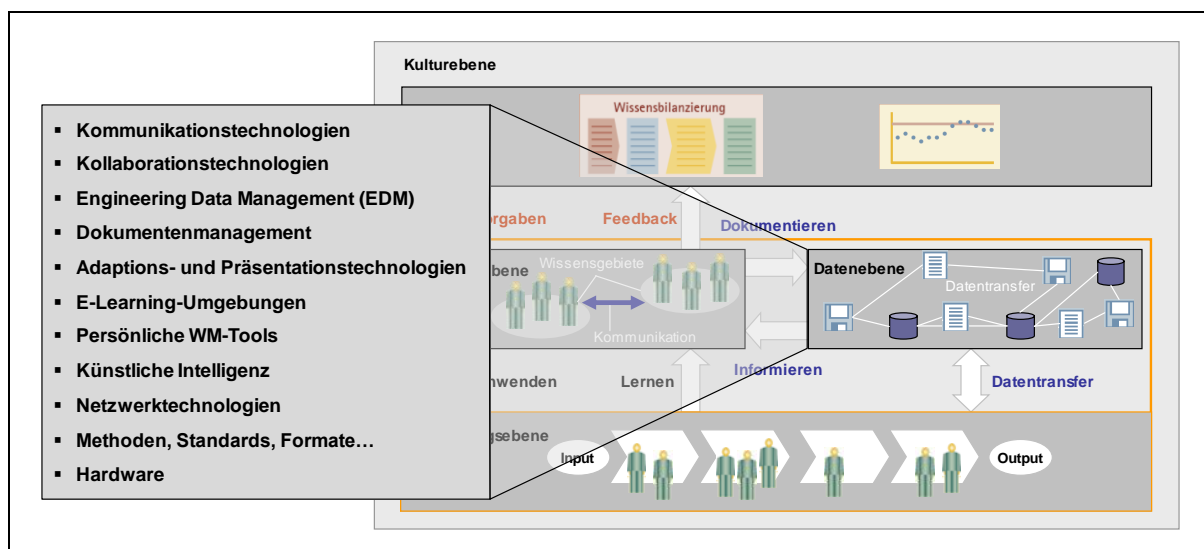 Kulturebene
Wissensbilanzierung
Kommunikationstechnologien
Kollaborationstechnologien
Engineering Data Management (EDM)
Dokumentenmanagement
Adaptions- und Präsentationstechnologien
E-Learning-Umgebungen
Persönliche WM-Tools
Künstliche Intelligenz
Netzwerktechnologien
Methoden, Standards, Formate…
Hardware
orgaben
Feedback
Dokumentieren
ebene
Wissensgebiete
Kommunikation
Datenebene
Datentransfer
nwenden
Lernen
Informieren
Datentransfer
gsebene
Input
Output